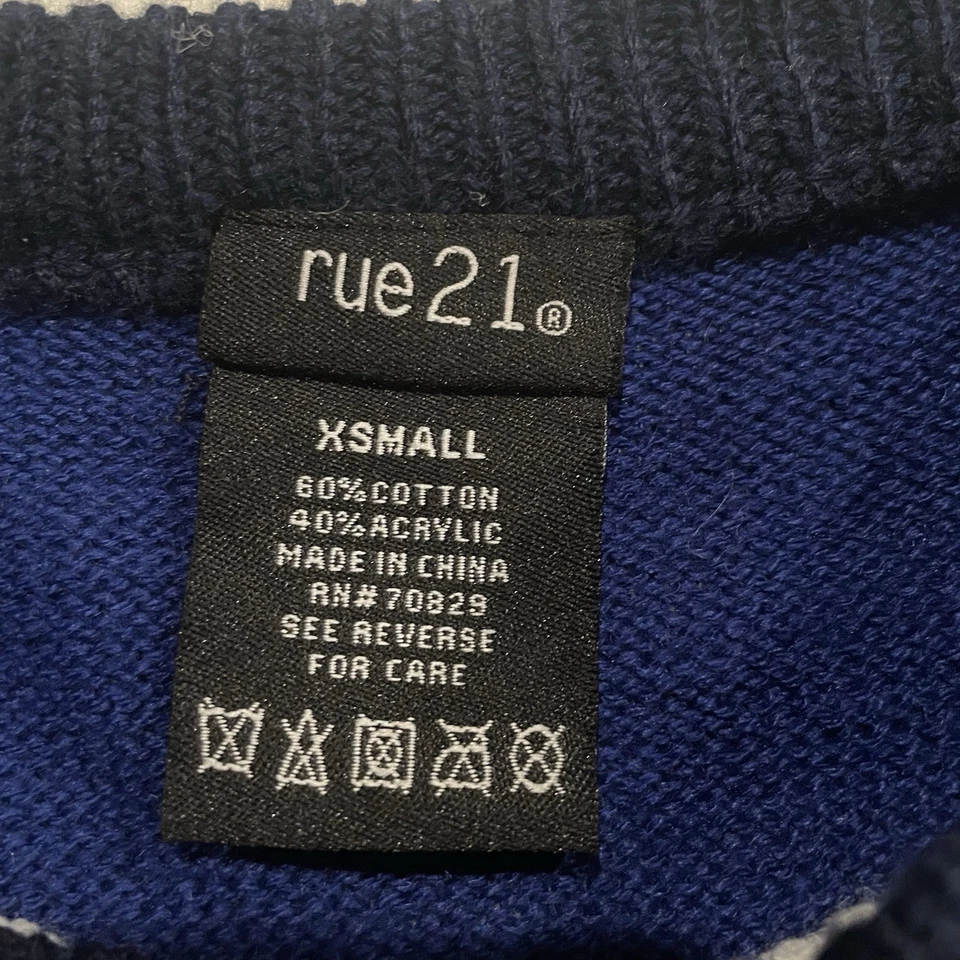 rue21®
XSMALL
60% COTTON
40% ACRYLIC
MADE IN CHINA
RN# 70829
SEE REVERSE
FOR CARE